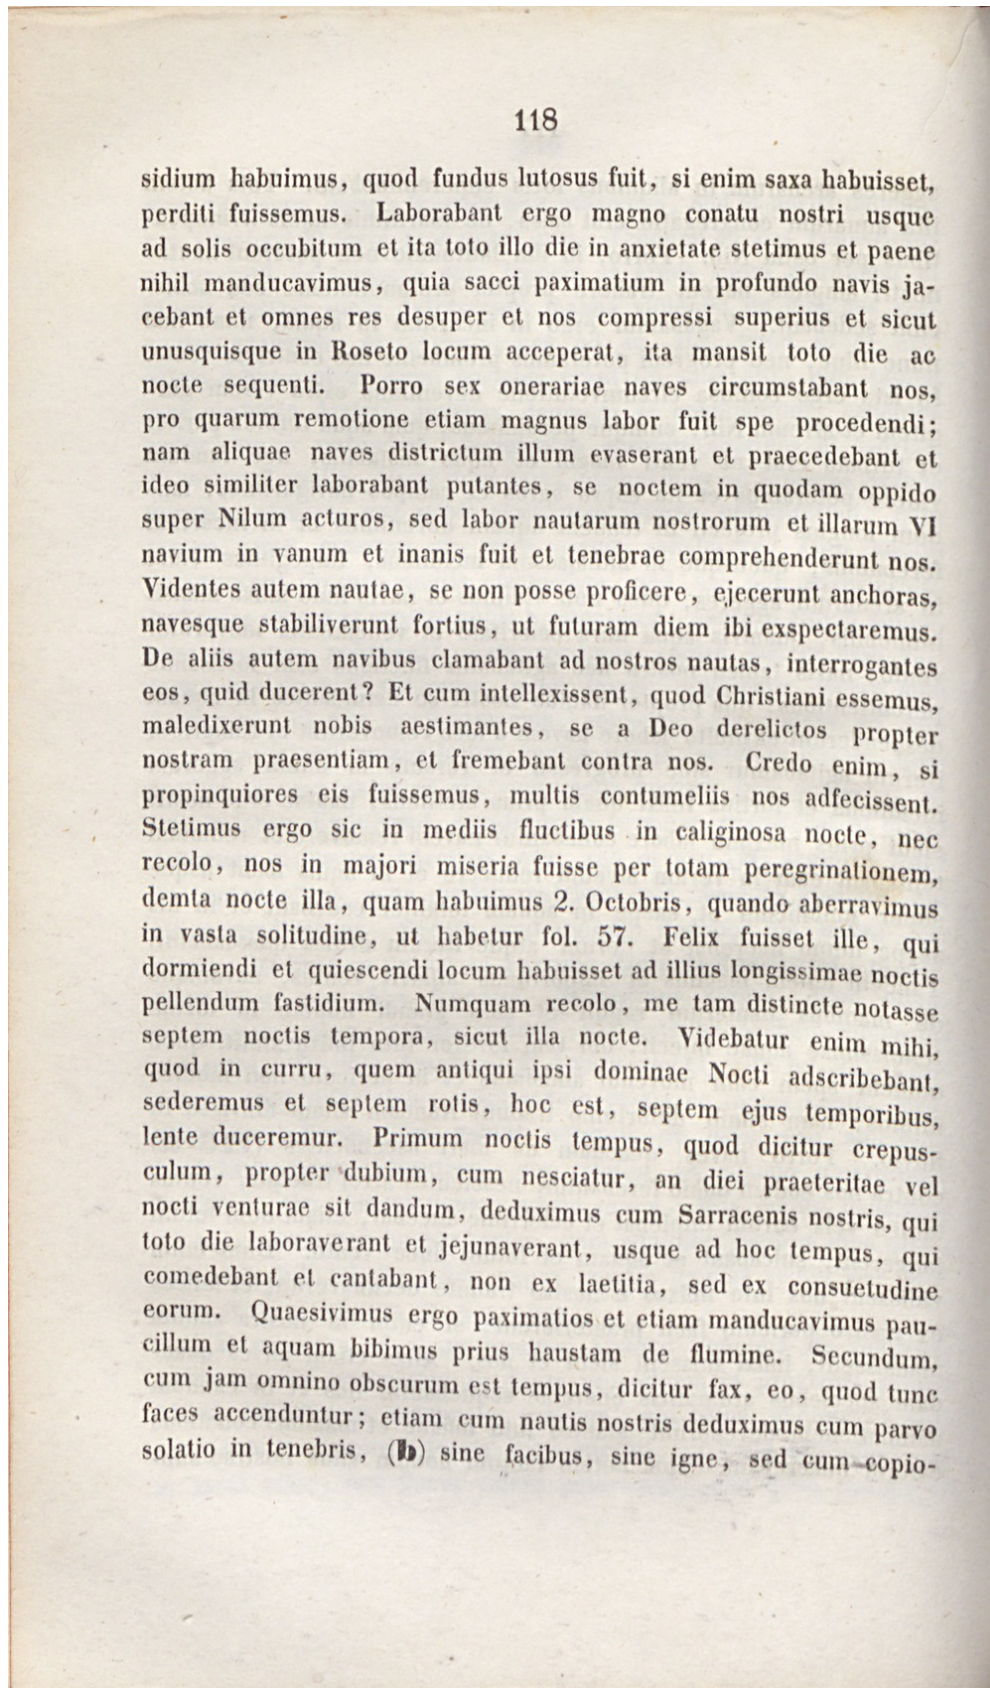 118
sidium habuimus, quod fundus lutosus fuit, si enim saxa habuisset,
perditi fuissemus. Laborabant ergo magno conatu nostri usque
ad solis occubitum et ita toto illo die in anxietate stetimus et paene
nihil manducavimus, quia sacci paximatium in profundo navis ja-
cebant et omnes res desuper et nos compressi superius et sicut
unusquisque in Roseto locum acceperat, ita mansit toto die ac
nocte sequenti. Porro sex onerariae naves circumstabant nos,
pro quarum remotione etiam magnus labor fuit spe procedendi;
nam aliquae naves districtum illum evaserant et praecedebant et
ideo similiter laborabant putantes, se noctem in quodam oppido
super Nilum acturos, sed labor nautarum nostrorum et illarum VI
navium in vanum et inanis fuit et tenebrae comprehenderunt nos.
Videntes autem nautae, se non posse proficere, ejecerunt anchoras,
navesque stabiliverunt fortius, ut futuram diem ibi exspectaremus.
De aliis autem navibus clamabant ad nostros nautas, interrogantes
eos, quid ducerent? Et cum intellexissent, quod Christiani essemus,
maledixerunt nobis aestimantes, se a Deo derelictos propter
nostram praesentiam, et fremebant contra nos. Credo enim, si
propinquiores eis fuissemus, multis contumeliis nos adfecissent.
Stetimus ergo sic in mediis fluctibus in caliginosa nocte, nec
recolo, nos in majori miseria fuisse per totam peregrinationem,
demta nocte illa, quam habuimus 2. Octobris, quando aberravimus
in vasta solitudine, ut habetur fol. 57. Felix fuisset ille, qui
dormiendi et quiescendi locum habuisset ad illius longissimae noctis
pellendum fastidium. Numquam recolo, me tam distincte notasse
septem noctis tempora, sicut illa nocte. Videbatur enim mihi,
quod in curru, quem antiqui ipsi dominae Nocti adscribebant,
sederemus et septem rotis, hoc est, septem ejus temporibus,
lente duceremur. Primum noctis tempus, quod dicitur crepus-
culum, propter dubium, cum nesciatur, an diei praeteritae vel
nocti venturae sit dandum, deduximus cum Sarracenis nostris, qui
toto die laboraverant et jejunaverant, usque ad hoc tempus, qui
comedebant et cantabant, non ex laetitia, sed ex consuetudine
eorum. Quaesivimus ergo paximatios et etiam manducavimus pau-
cillum et aquam bibimus prius haustam de flumine. Secundum,
cum jam omnino obscurum est tempus, dicitur fax, eo, quod tunc
faces accenduntur; etiam cum nautis nostris deduximus cum parvo
solatio in tenebris, (b) sine facibus, sine igne, sed cum copio-